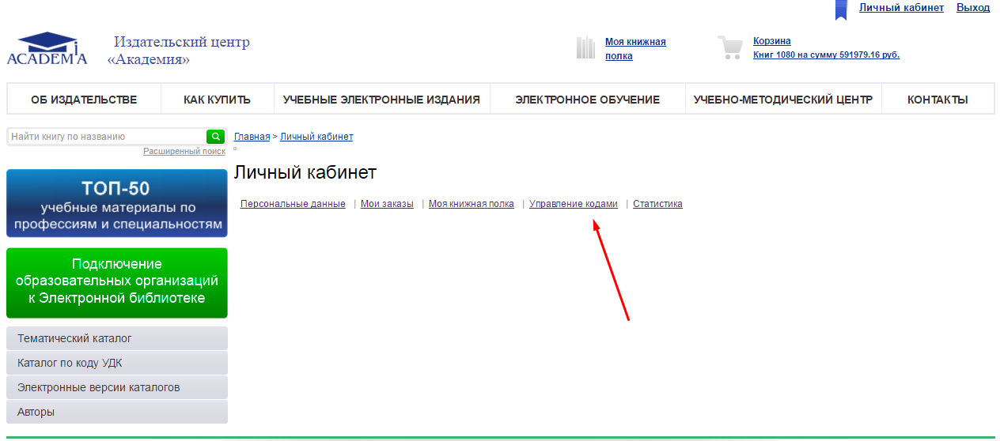 Личный кабинет Выход
ACADEMiA
Издательский центр
«Академия»
Моя книжная
полка
Корзина
Книг 1080 на сумму 591979.16 руб.
ОБ ИЗДАТЕЛЬСТВЕ КАК КУПИТЬ УЧЕБНЫЕ ЭЛЕКТРОННЫЕ ИЗДАНИЯ ЭЛЕКТРОННОЕ ОБУЧЕНИЕ УЧЕБНО-МЕТОДИЧЕСКИЙ ЦЕНТР КОНТАКТЫ
Найти книгу по названию
Расширенный поиск
Главная > Личный кабинет
Личный кабинет
Персональные данные | Мои заказы | Моя книжная полка | Управление кодами | Статистика
ТОП-50
учебные материалы по
профессиям и специальностям
Подключение
образовательных организаций
к Электронной библиотеке
Тематический каталог
Каталог по коду УДК
Электронные версии каталогов
Авторы